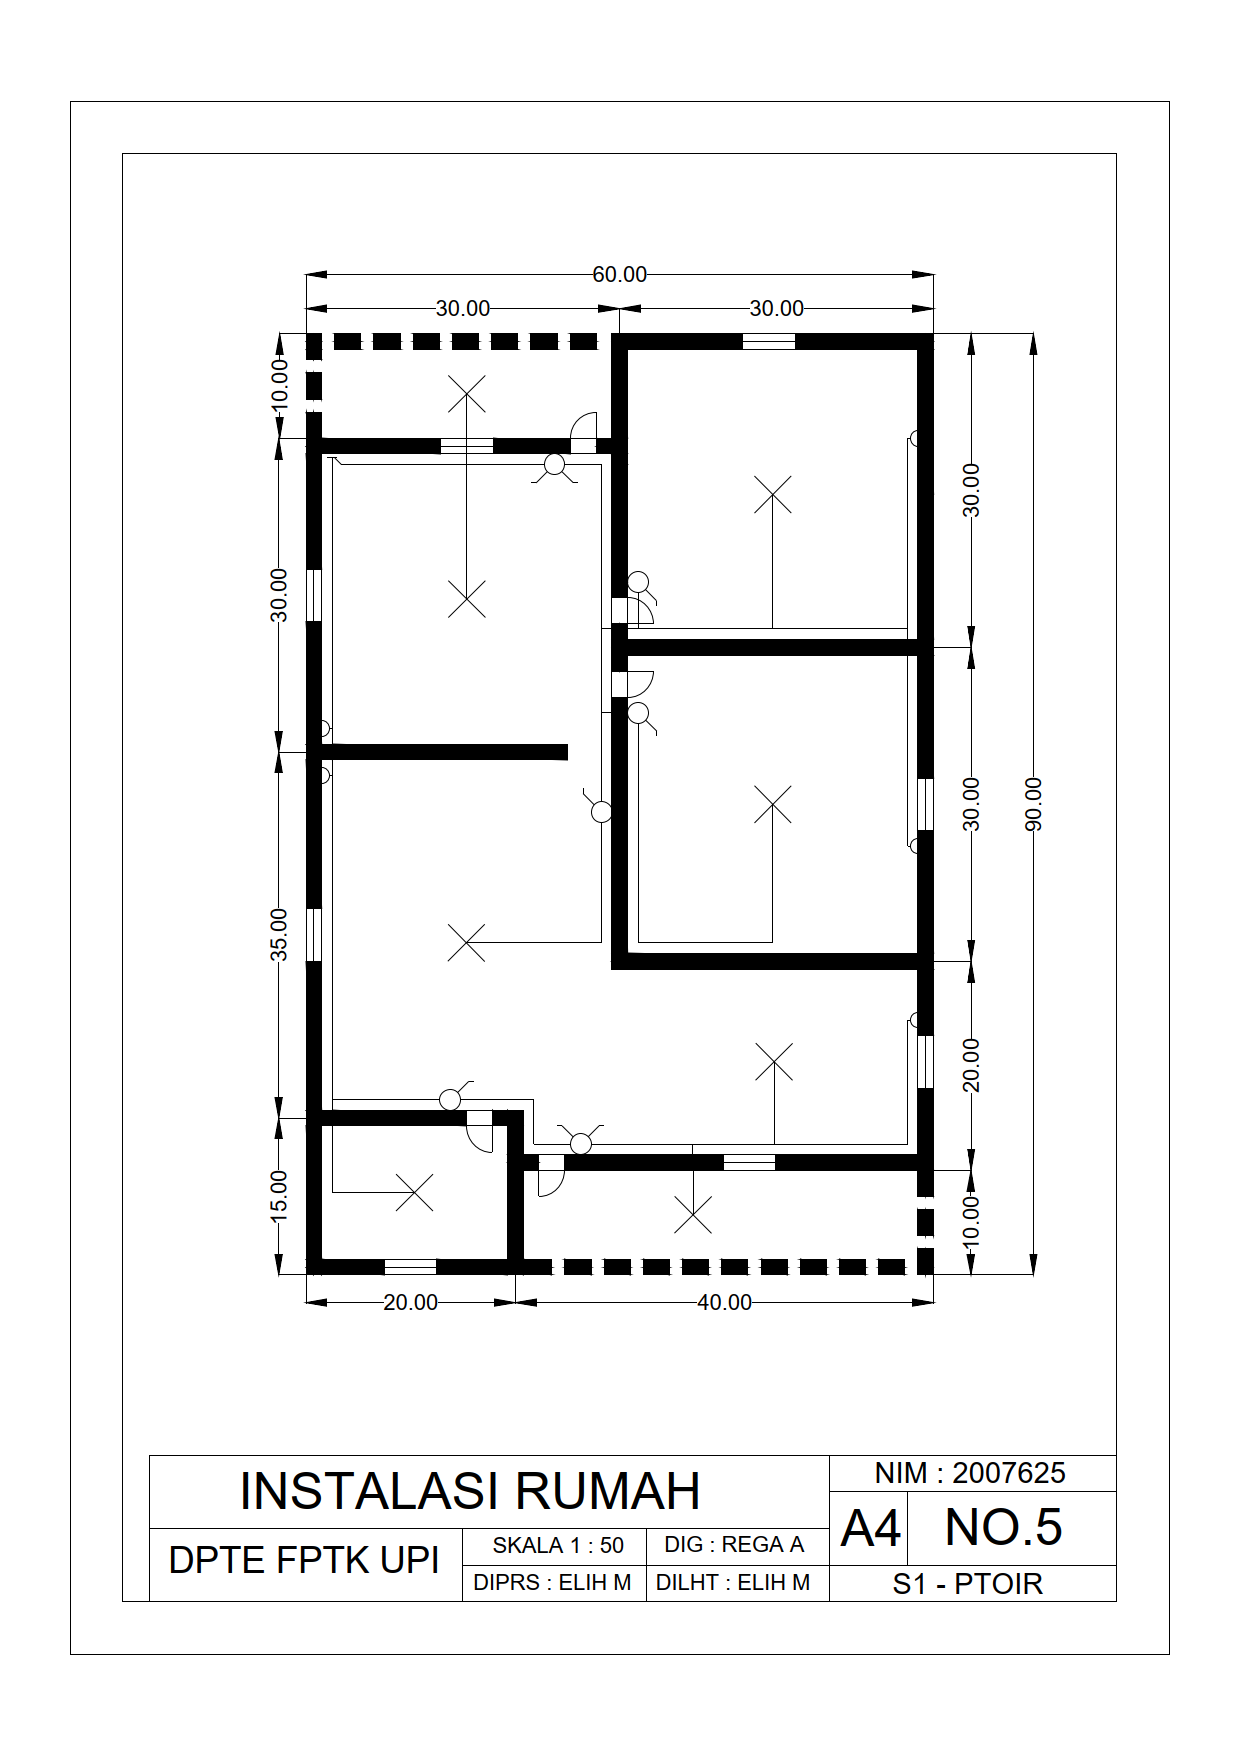 60.00
30.00 30.00
10.00
30.00
30.00
35.00
30.00
90.00
20.00
15.00
10.00
20.00 40.00
INSTALASI RUMAH
NIM : 2007625
DPTE FPTK UPI
SKALA 1 : 50
DIG : REGA A
A4
NO.5
DIPRS : ELIH M
DILHT : ELIH M
S1 - PTOIR